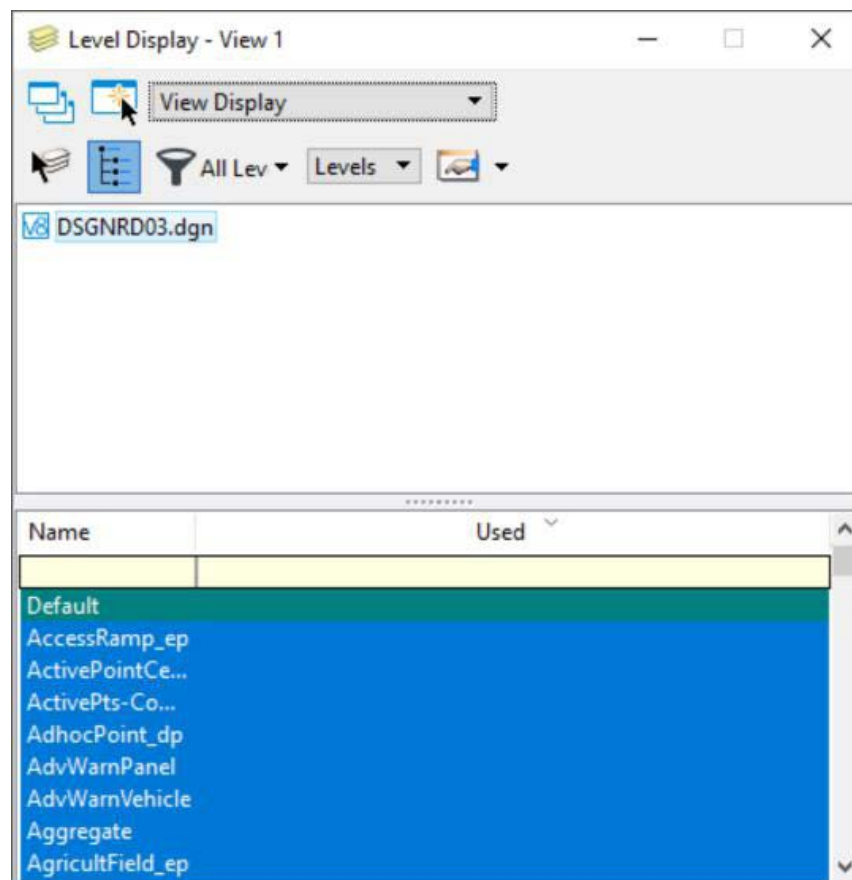 Level Display - View 1
View Display
All Lev Levels
V8 DSGNRD03.dgn
Name Used
Default
AccessRamp_ep
ActivePointCe...
ActivePts-Co...
AdhocPoint_dp
AdvWarnPanel
AdvWarnVehicle
Aggregate
AgricultField_ep